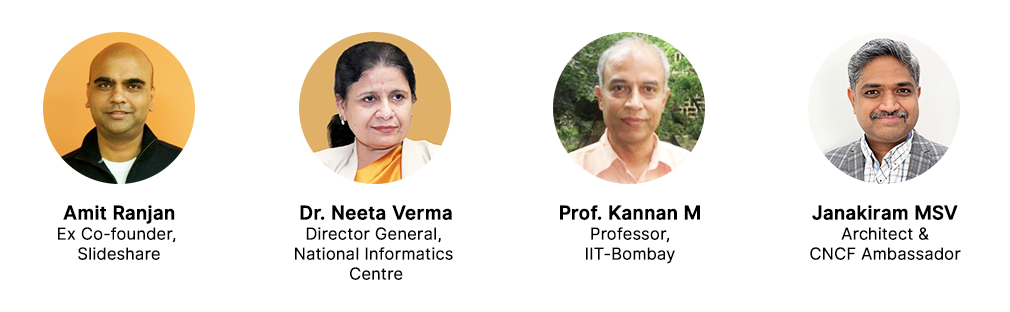 Amit Ranjan
Ex Co-founder,
Slideshare
Dr. Neeta Verma
Director General,
National Informatics
Centre
Prof. Kannan M
Professor,
IIT-Bombay
Janakiram MSV
Architect &
CNCF Ambassador